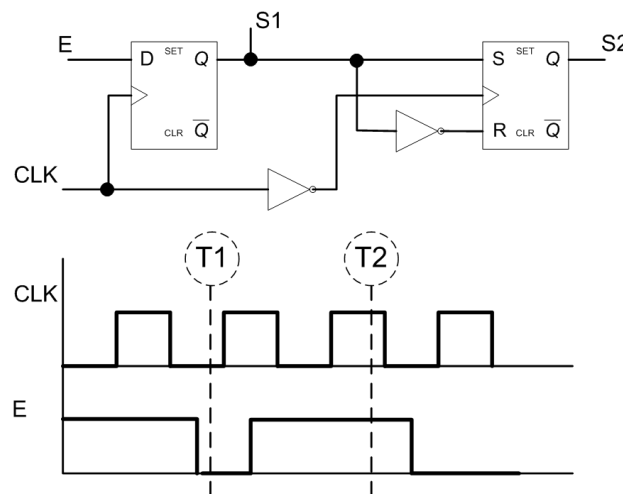 S1
E
D SET Q
S SET Q
S2
CLR Q
R CLR Q
CLK
T1 T2
CLK
E